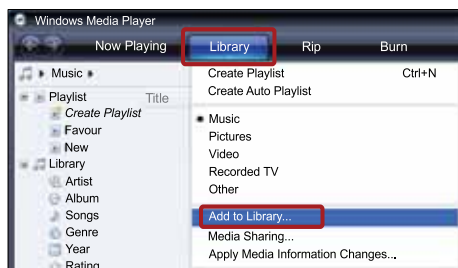 Windows Media Player
Now Playing Library Rip Burn
Music
Playlist Title
Create Playlist
Favour
New
Library
Artist
Album
Songs
Genre
Year
Rating
Create Playlist Ctrl+N
Create Auto Playlist
Music
Pictures
Video
Recorded TV
Other
Add to Library...
Media Sharing...
Apply Media Information Changes...